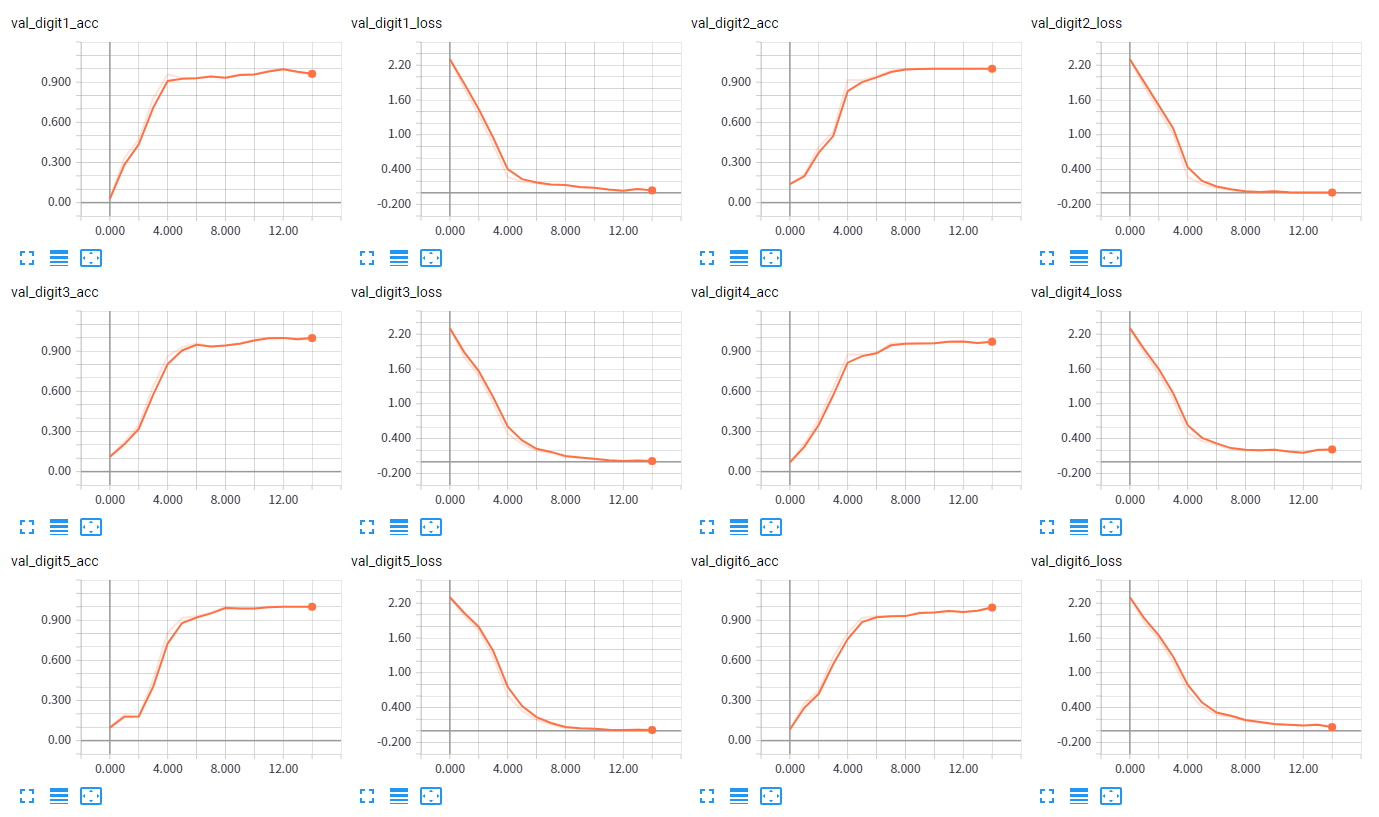 val_digit1_acc val_digit1_loss val_digit2_acc val_digit2_loss
0.900 2.20 0.900 2.20
0.600 1.60 0.600 1.60
1.00 1.00
0.300 0.400 0.300 0.400
0.00 -0.200 0.00 -0.200
0.000 4.000 8.000 12.00 0.000 4.000 8.000 12.00 0.000 4.000 8.000 12.00 0.000 4.000 8.000 12.00
val_digit3_acc val_digit3_loss val_digit4_acc val_digit4_loss
0.900 2.20 0.900 2.20
0.600 1.60 0.600 1.60
1.00 1.00
0.300 0.400 0.300 0.400
0.00 -0.200 0.00 -0.200
0.000 4.000 8.000 12.00 0.000 4.000 8.000 12.00 0.000 4.000 8.000 12.00 0.000 4.000 8.000 12.00
val_digit5_acc val_digit5_loss val_digit6_acc val_digit6_loss
0.900 2.20 0.900 2.20
0.600 1.60 0.600 1.60
1.00 1.00
0.300 0.400 0.300 0.400
0.00 -0.200 0.00 -0.200
0.000 4.000 8.000 12.00 0.000 4.000 8.000 12.00 0.000 4.000 8.000 12.00 0.000 4.000 8.000 12.00